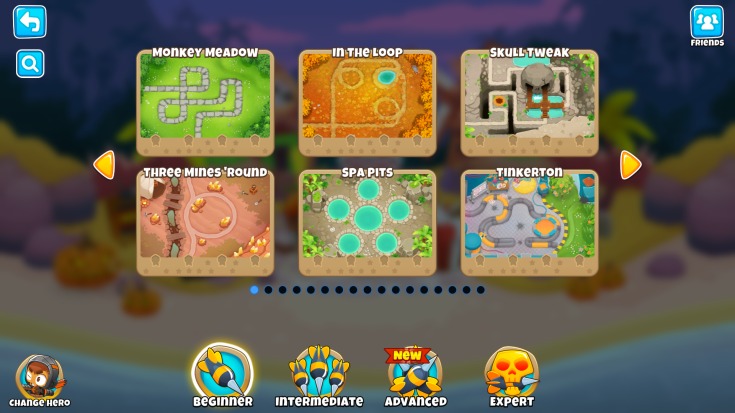 FRIENDS
MONKEY MEADOW
IN THE LOOP
SKULL TWEAK
THREE MINES 'ROUND
SPA PITS
TINKERTON
New
CHANGE HERO
BEGINNER
INTERMEDIATE
ADVANCED
EXPERT